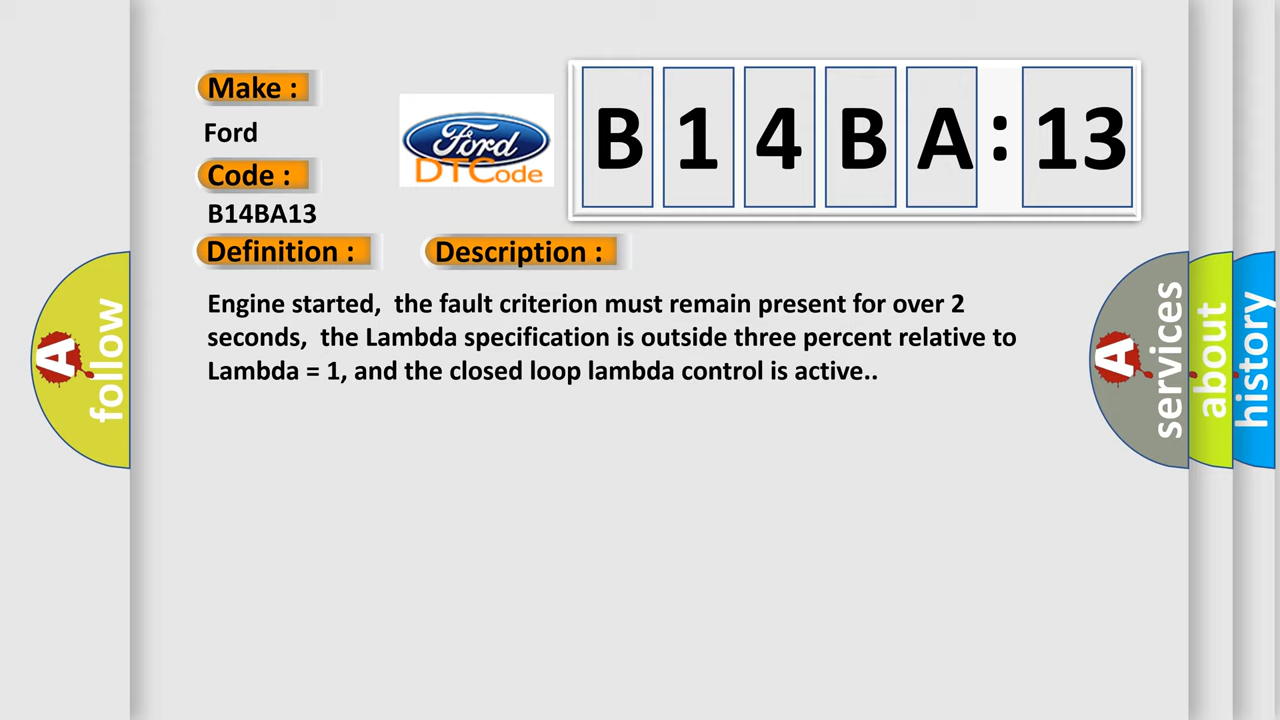 Make :
Ford
Code :
B14BA13
Ford
DTCode
B14BA:13
Definition :
Description :
Engine started,  the fault criterion must remain present for over 2
seconds,  the Lambda specification is outside three percent relative to
Lambda = 1, and the closed loop lambda control is active..
A
follow
A
services
about
history